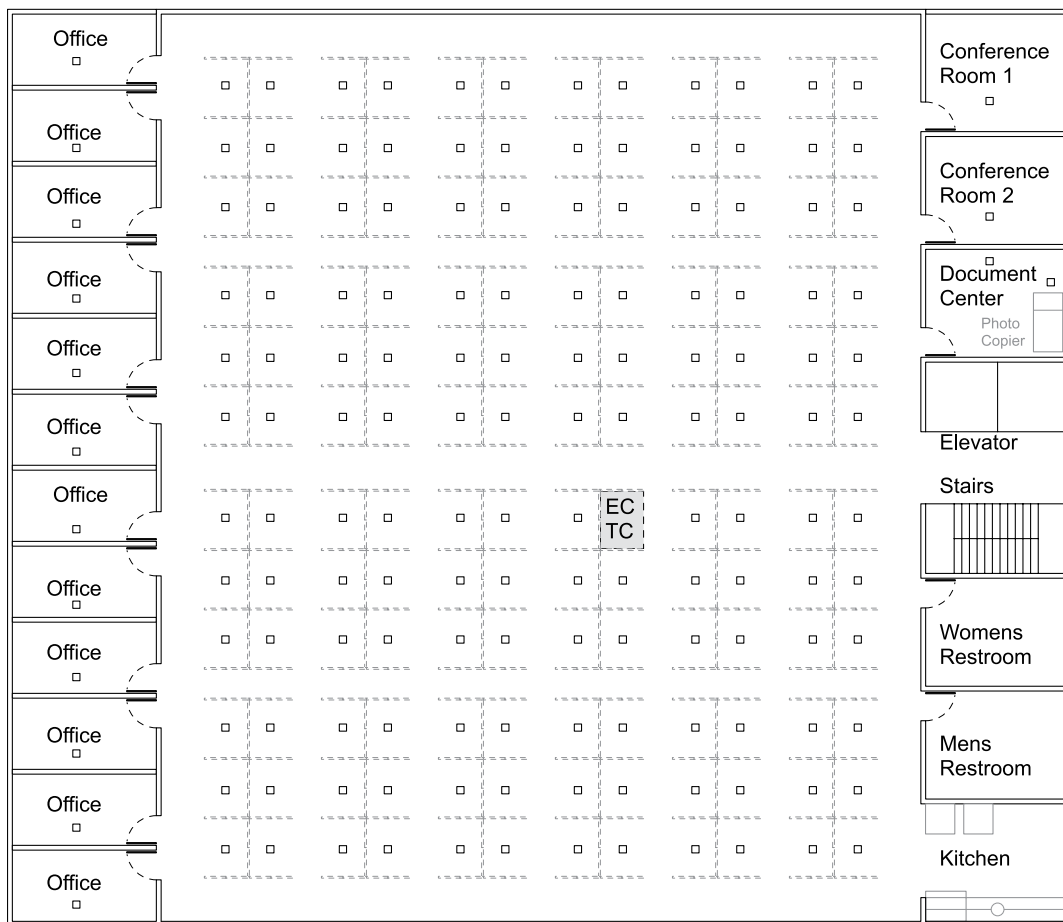 Office
Office
Office
Office
Office
Office
Office
Office
Office
Office
Office
Office
EC
TC
Conference
Room 1
Conference
Room 2
Document
Center
Photo
Copier
Elevator
Stairs
Womens
Restroom
Mens
Restroom
Kitchen